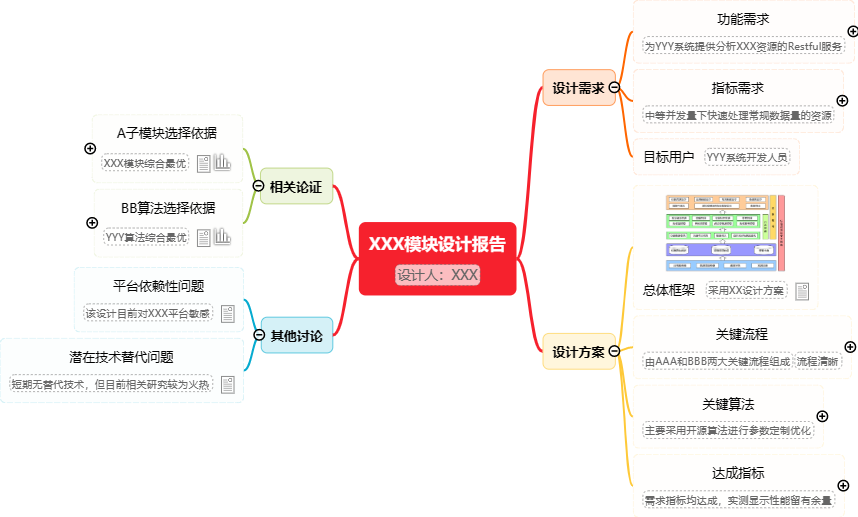 XXX模块设计报告
设计人：XXX
设计需求
功能需求
为YYY系统提供分析XXX资源的Restful服务
指标需求
中等并发量下快速处理常规数据量的资源
目标用户 YYY系统开发人员
设计方案
总体框架 采用XX设计方案
关键流程
由AAA和BBB两大关键流程组成 流程清晰
关键算法
主要采用开源算法进行参数定制优化
达成指标
需求指标均达成，实测显示性能留有余量
相关论证
A子模块选择依据
XXX模块综合最优
BB算法选择依据
YYY算法综合最优
其他讨论
平台依赖性问题
该设计目前对XXX平台敏感
潜在技术替代问题
短期无替代技术，但目前相关研究较为火热